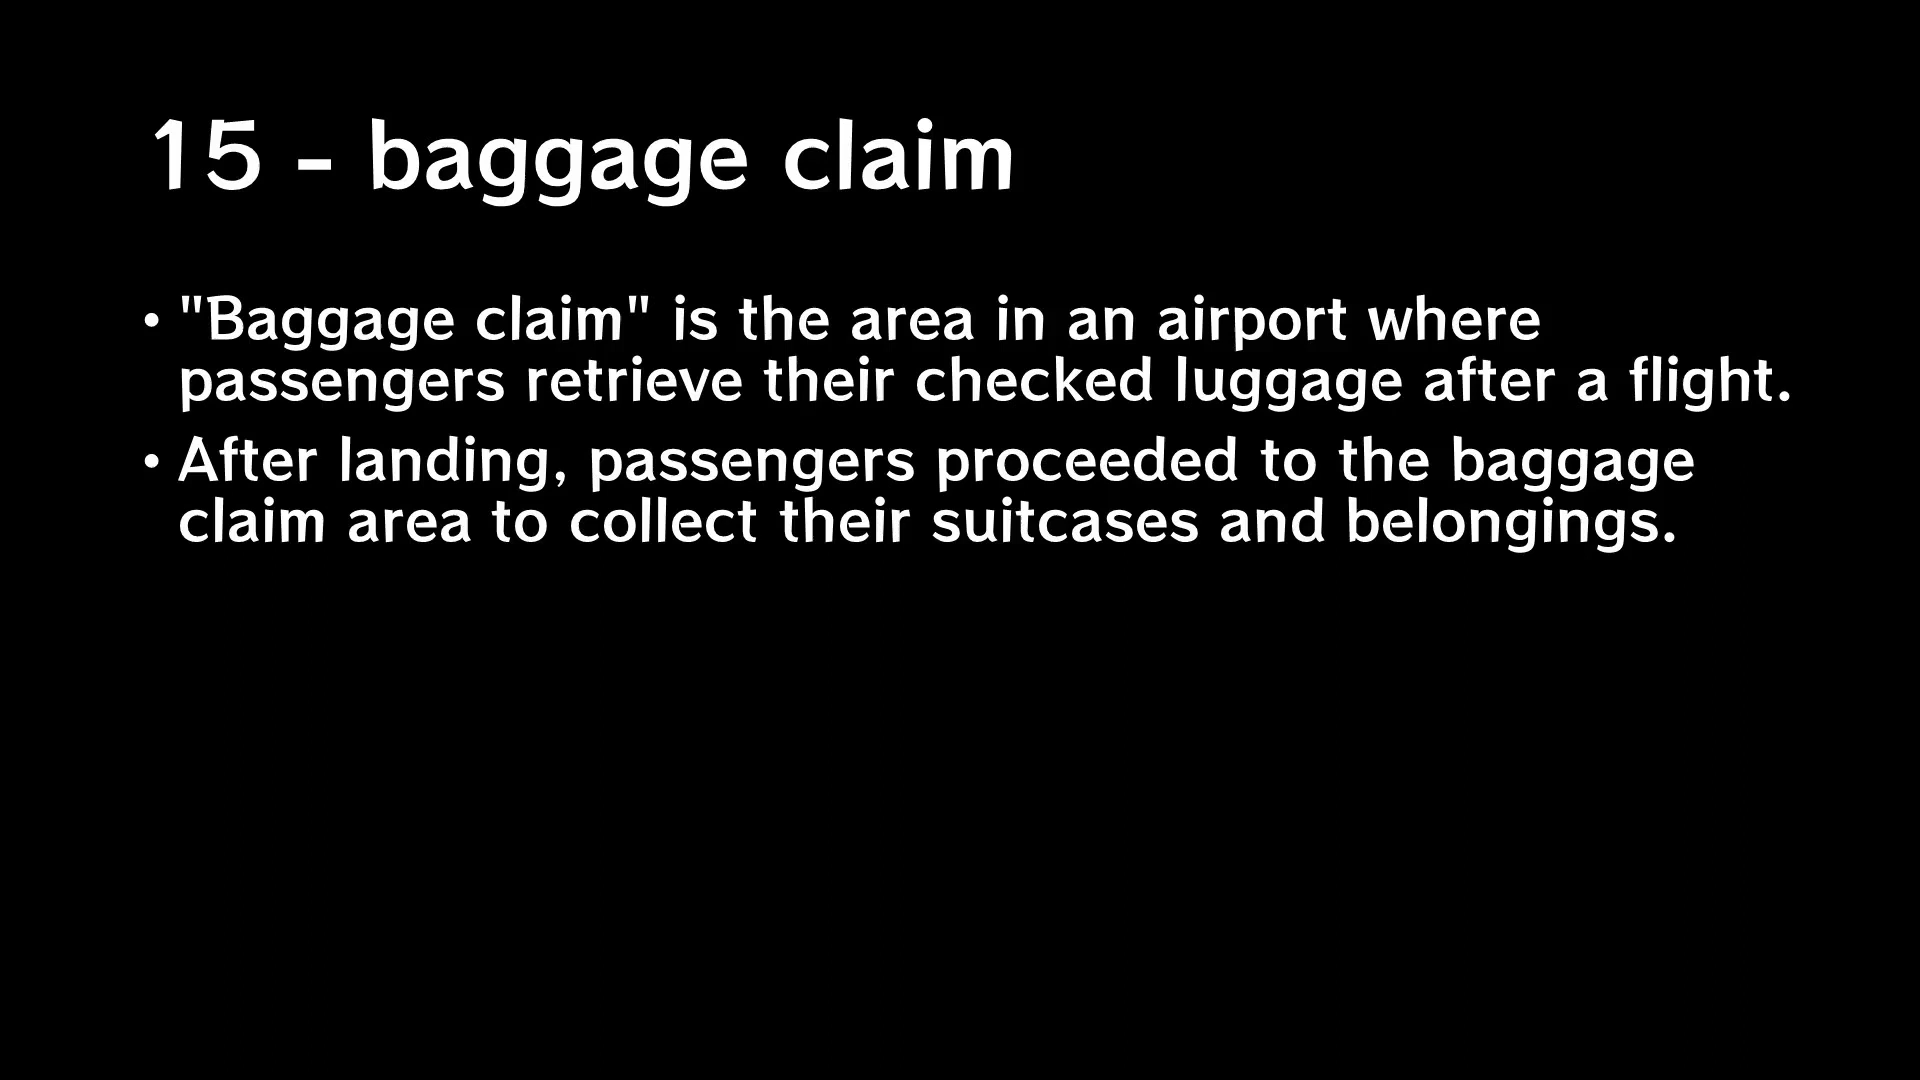 15 - baggage claim
• "Baggage claim" is the area in an airport where
passengers retrieve their checked luggage after a flight.
• After landing, passengers proceeded to the baggage
claim area to collect their suitcases and belongings.